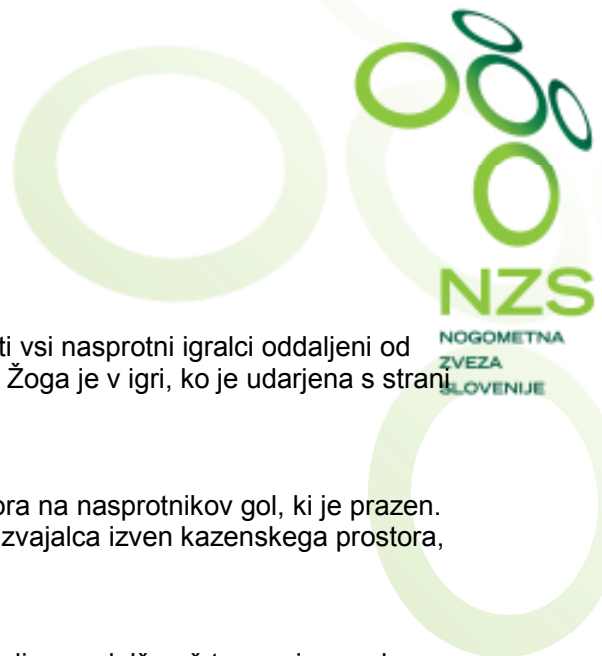 NZS
NOGOMETNA
ZVEZA
SLOVENIJE
ti vsi nasprotni igralci oddaljeni od
Žoga je v igri, ko je udarjena s strani
ora na nasprotnikov gol, ki je prazen.
zvajalca izven kazenskega prostora,